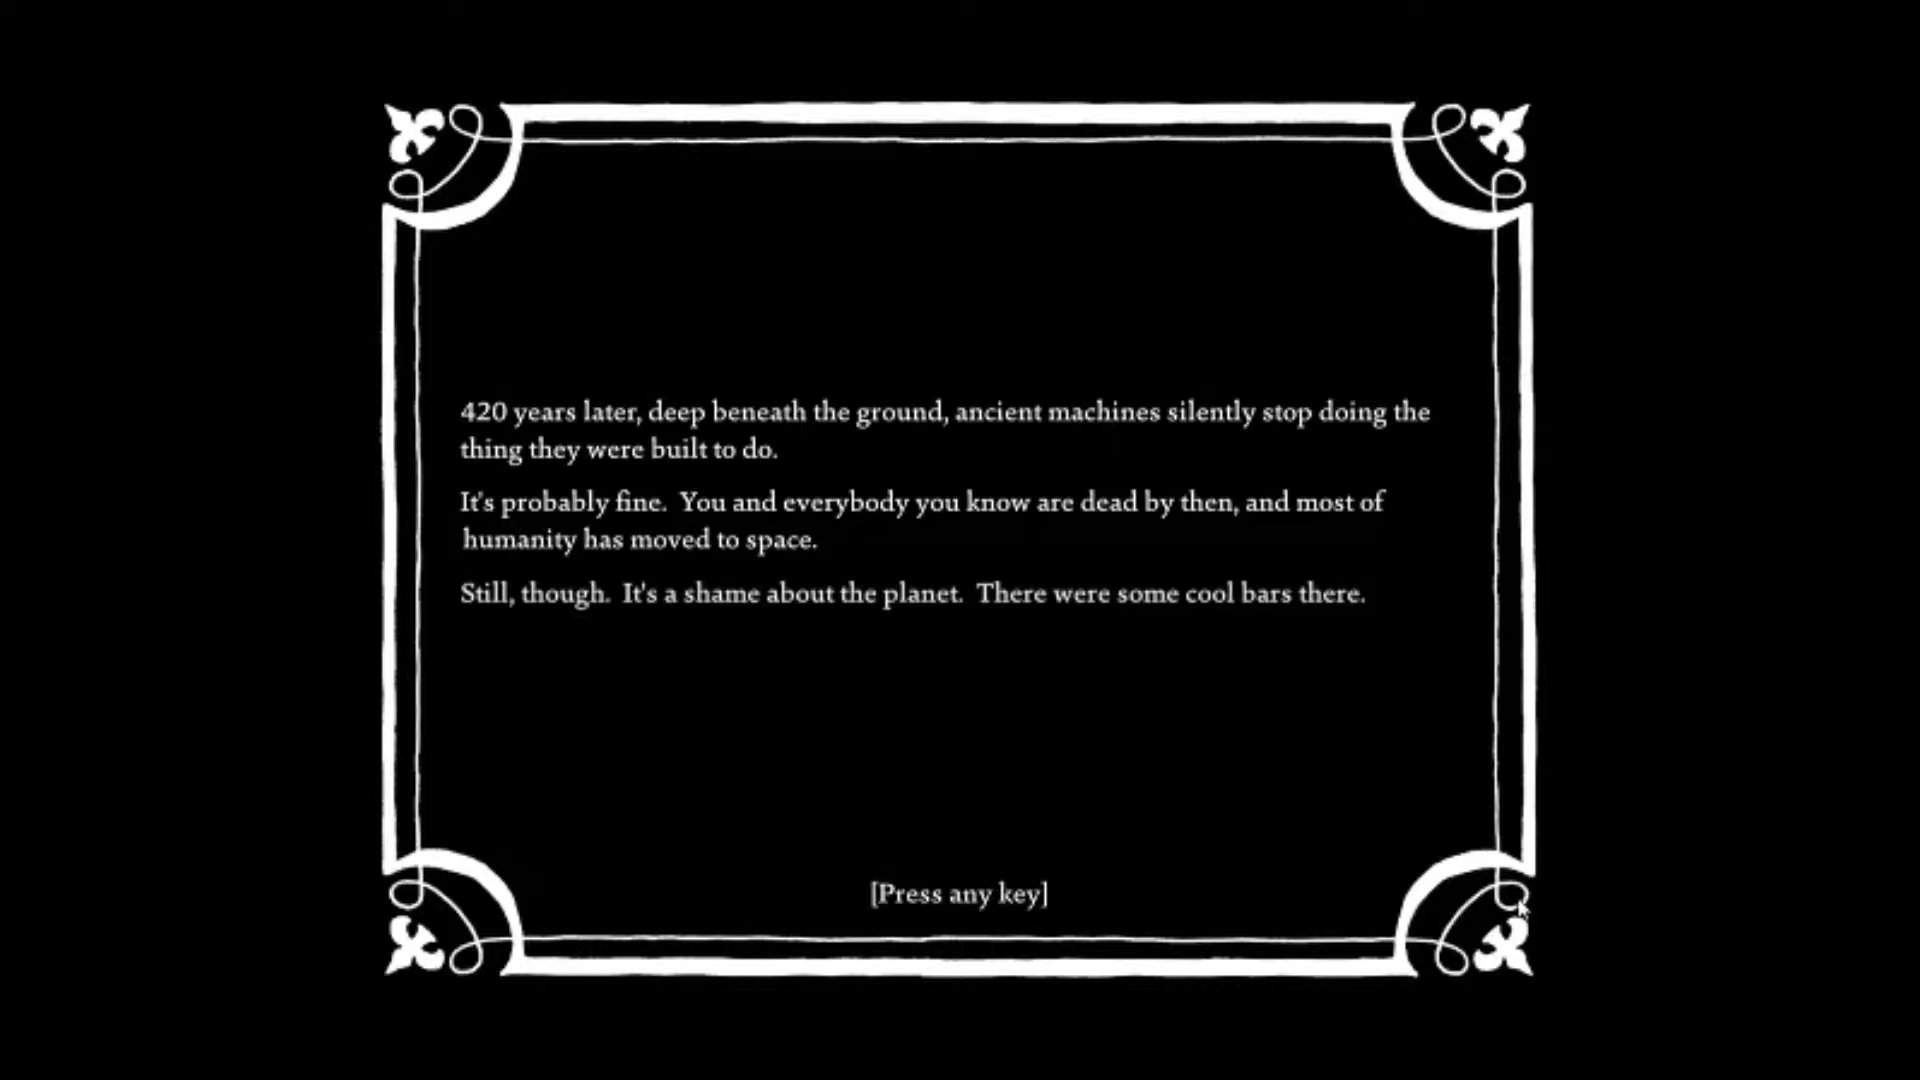 420 years later, deep beneath the ground, ancient machines silently stop doing the
thing they were built to do.
It's probably fine.  You and everybody you know are dead by then, and most of
humanity has moved to space.
Still, though.  It's a shame about the planet.  There were some cool bars there.
[Press any key]